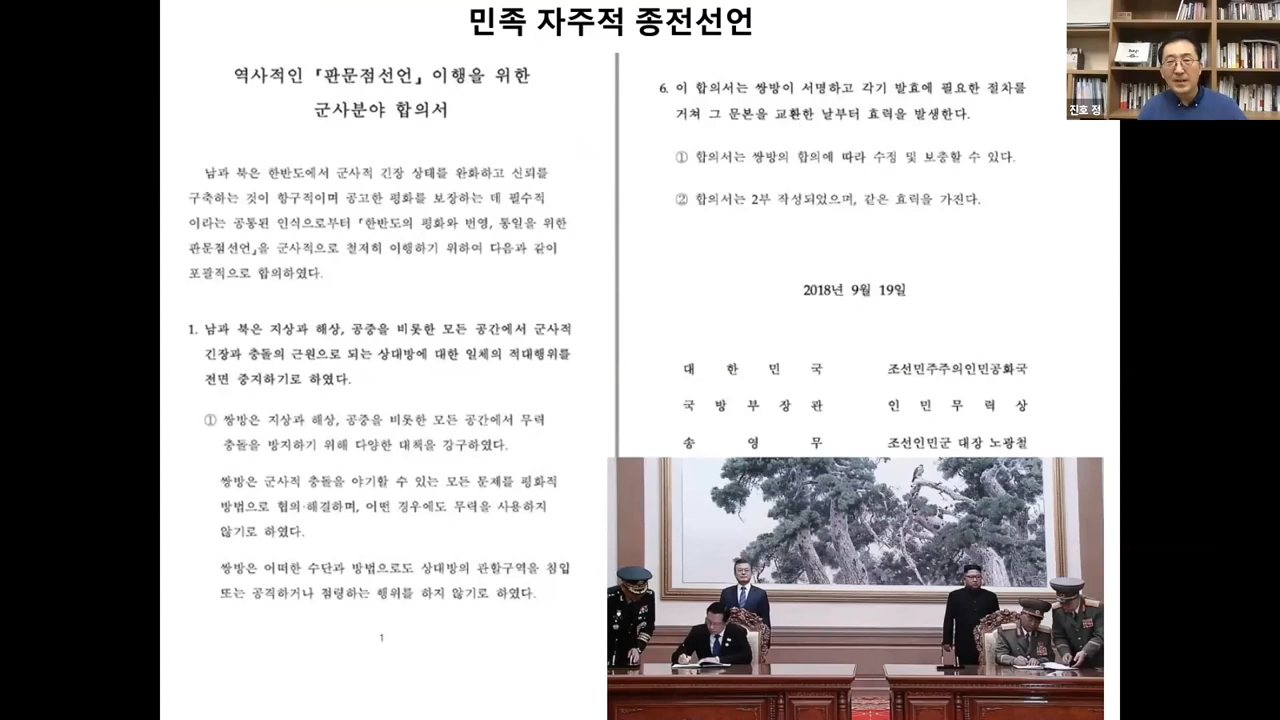 민족 자주적 종전선언
역사적인 「판문점선언」 이행을 위한
군사분야 합의서
남과 북은 한반도에서 군사적 긴장 상태를 완화하고 신뢰를
구축하는 것이 항구적이며 공고한 평화를 보장하는 데 필수적
이라는 공통된 인식으로부터 「한반도의 평화와 번영, 통일을 위한
판문점선언」을 군사적으로 철저히 이행하기 위하여 다음과 같이
포괄적으로 합의하였다.
1. 남과 북은 지상과 해상, 공중을 비롯한 모든 공간에서 군사적
긴장과 충돌의 근원으로 되는 상대방에 대한 일체의 적대행위를
전면 중지하기로 하였다.
① 쌍방은 지상과 해상, 공중을 비롯한 모든 공간에서 무력
충돌을 방지하기 위해 다양한 대책을 강구하였다.
쌍방은 군사적 충돌을 야기할 수 있는 모든 문제를 평화적
방법으로 협의·해결하며, 어떤 경우에도 무력을 사용하지
않기로 하였다.
쌍방은 어떠한 수단과 방법으로도 상대방의 관할구역을 침입
또는 공격하거나 점령하는 행위를 하지 않기로 하였다.
1
6. 이 합의서는 쌍방이 서명하고 각기 발효에 필요한 절차를
거쳐 그 문본을 교환한 날부터 효력을 발생한다.
① 합의서는 쌍방의 합의에 따라 수정 및 보충할 수 있다.
② 합의서는 2부 작성되었으며, 같은 효력을 가진다.
2018년 9월 19일
대 한 민 국 조선민주주의인민공화국
국 방 부 장 관 인 민 무 력 상
송 영 무 조선인민군 대장 노광철
진호 정